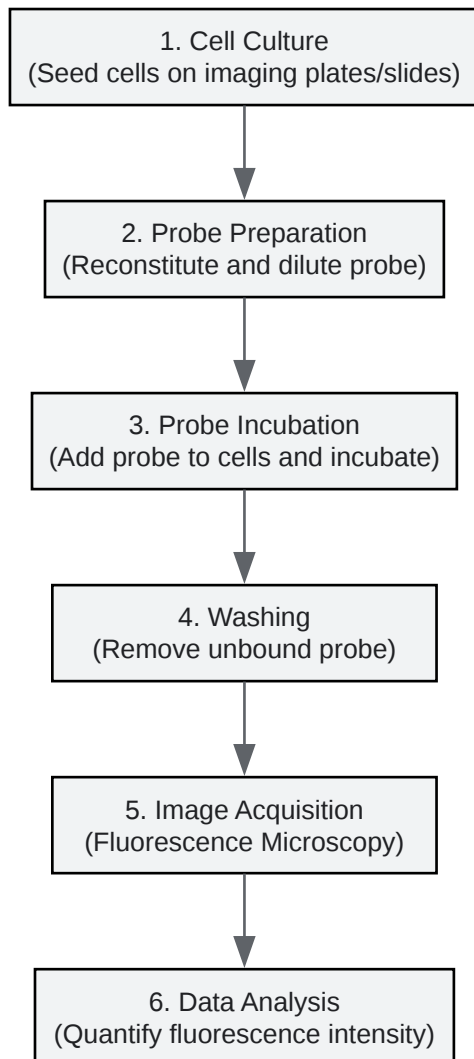 1. Cell Culture
(Seed cells on imaging plates/slides)
2. Probe Preparation
(Reconstitute and dilute probe)
3. Probe Incubation
(Add probe to cells and incubate)
4. Washing
(Remove unbound probe)
5. Image Acquisition
(Fluorescence Microscopy)
6. Data Analysis
(Quantify fluorescence intensity)